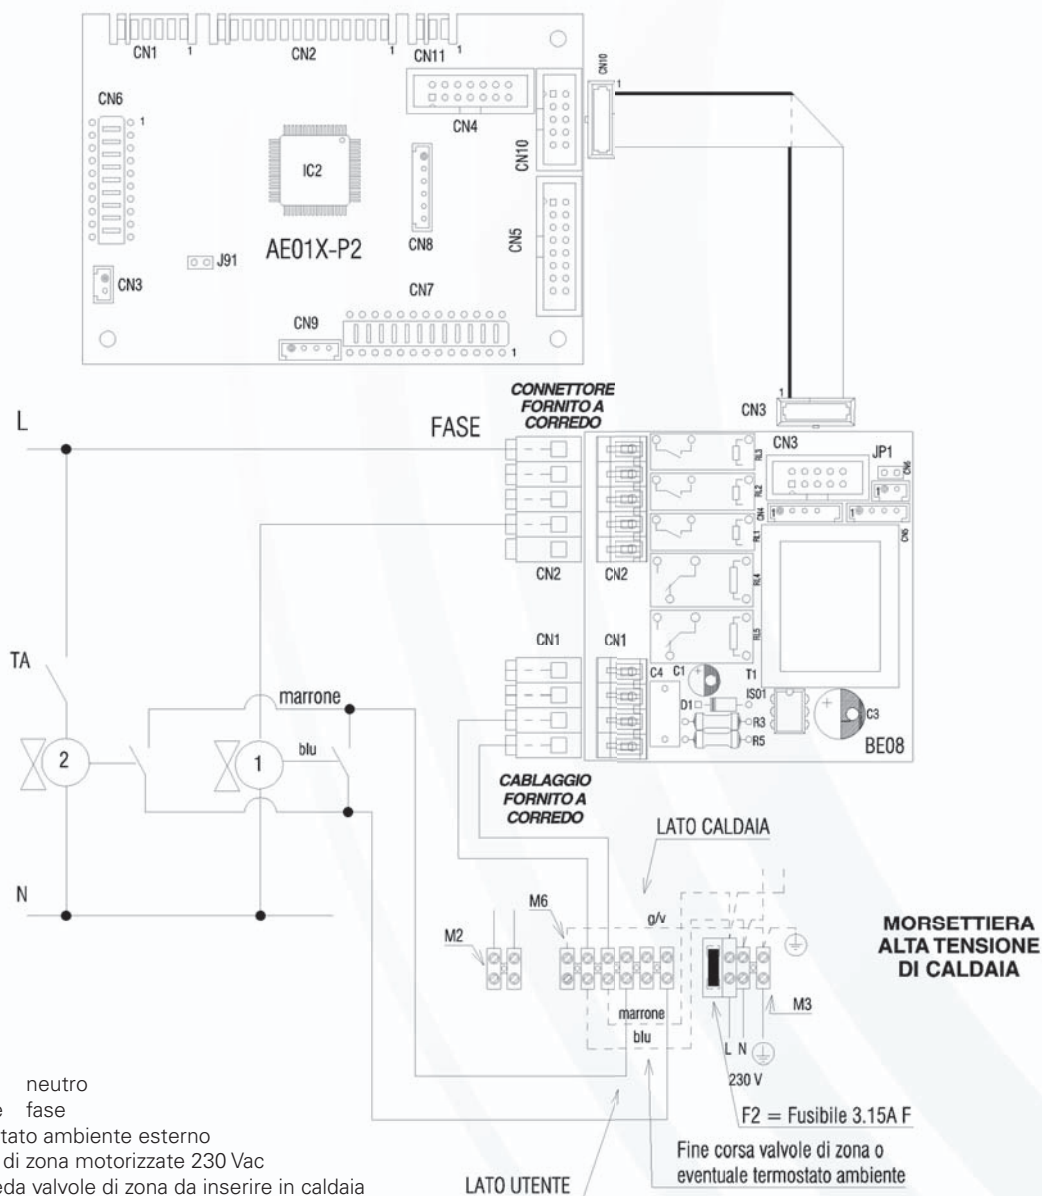 CN1
1
CN2
1
CN11
1
CN10
1
CN6
1
CN4
CN10
IC2
CN8
CN5
AE01X-P2
J91
CN3
CN7
CN9
1
1
CN3
CONNETTORE
FORNITO A
CORREDO
L
FASE
CN3
JP1
CN6
RL3
RL2
CN4
CN5
RL1
CN2
CN2
RL4
RL5
CN1
CN1
C4
C1
T1
TA
marrone
D1
ISO1
R3
C3
R5
BE08
2
blu
1
CABLAGGIO
FORNITO A
CORREDO
LATO CALDAIA
N
M6
g/v
M2
MORSETTIERA
ALTA TENSIONE
DI CALDAIA
M3
marrone
blu
L N
230 V
neutro
fase
F2 = Fusibile 3.15A F
tato ambiente esterno
di zona motorizzate 230 Vac
eda valvole di zona da inserire in caldaia
Fine corsa valvole di zona o
eventuale termostato ambiente
LATO UTENTE